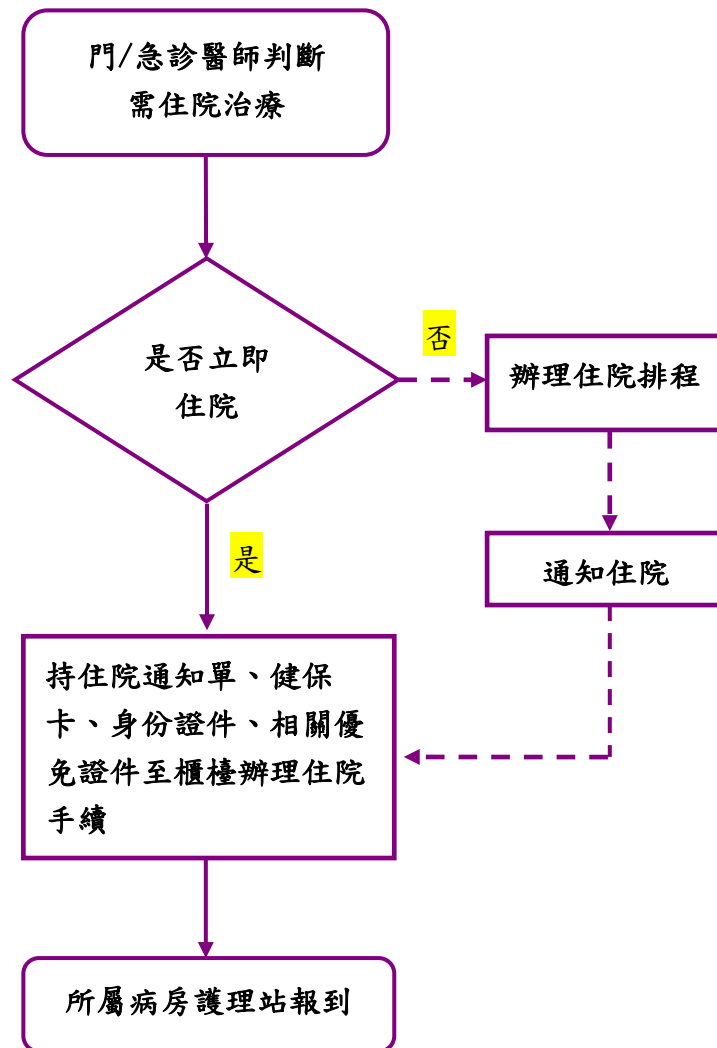 門/急診醫師判斷
需住院治療
是否立即
住院
否
辦理住院排程
通知住院
是
持住院通知單、健保
卡、身份證件、相關優
免證件至櫃檯辦理住院
手續
所屬病房護理站報到